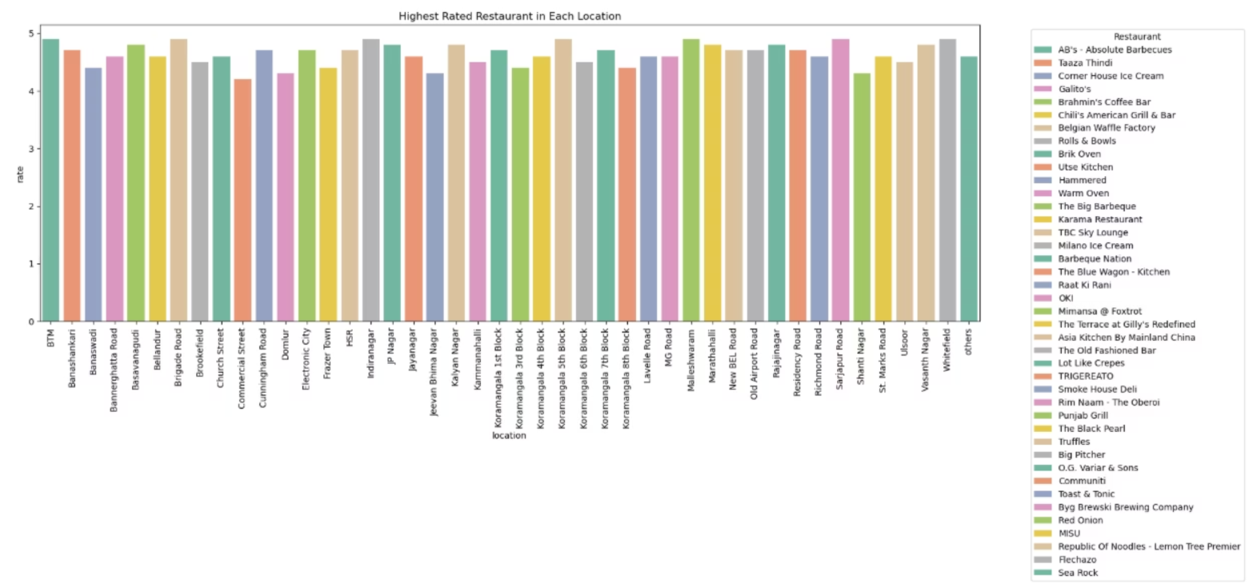 Highest Rated Restaurant in Each Location
5
4
3
2
1
0
rate
BTM
Banashankari
Banaswadi
Bannerghatta Road
Basavanagudi
Bellandur
Brigade Road
Brookefield
Church Street
Commercial Street
Cunningham Road
Domlur
Electronic City
Frazer Town
HSR
Indiranagar
JP Nagar
Jayanagar
Jeevan Bhima Nagar
Kalyan Nagar
Kammanahalli
Koramangala 1st Block
Koramangala 3rd Block
Koramangala 4th Block
Koramangala 5th Block
Koramangala 6th Block
Koramangala 7th Block
Koramangala 8th Block
Lavelle Road
MG Road
Malleshwaram
Marathahalli
New BEL Road
Old Airport Road
Rajajinagar
Residency Road
Richmond Road
Sarjapur Road
Shanti Nagar
St. Marks Road
Ulsoor
Vasanth Nagar
Whitefield
others
location
Restaurant
AB's - Absolute Barbecues
Taaza Thindi
Corner House Ice Cream
Galito's
Brahmin's Coffee Bar
Chili's American Grill & Bar
Belgian Waffle Factory
Rolls & Bowls
Brik Oven
Utse Kitchen
Hammered
Warm Oven
The Big Barbeque
Karama Restaurant
TBC Sky Lounge
Milano Ice Cream
Barbeque Nation
The Blue Wagon - Kitchen
Raat Ki Rani
OKI
Mimansa @ Foxtrot
The Terrace at Gilly's Redefined
Asia Kitchen By Mainland China
The Old Fashioned Bar
Lot Like Crepes
TRIGEREATO
Smoke House Deli
Rim Naam - The Oberoi
Punjab Grill
The Black Pearl
Truffles
Big Pitcher
O.G. Variar & Sons
Communiti
Toast & Tonic
Byg Brewski Brewing Company
Red Onion
MISU
Republic Of Noodles - Lemon Tree Premier
Flechazo
Sea Rock